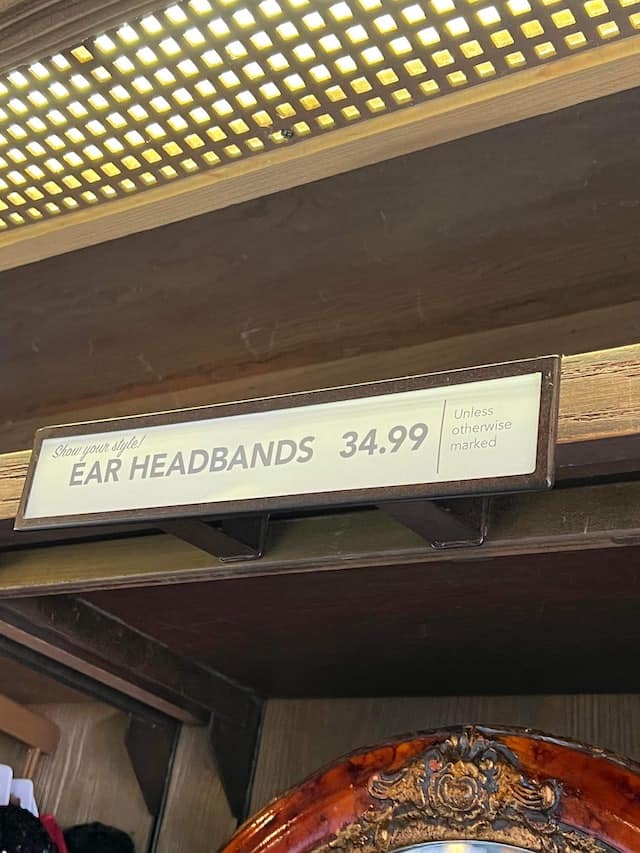 Show your style!
EAR HEADBANDS 34.99
Unless
otherwise
marked